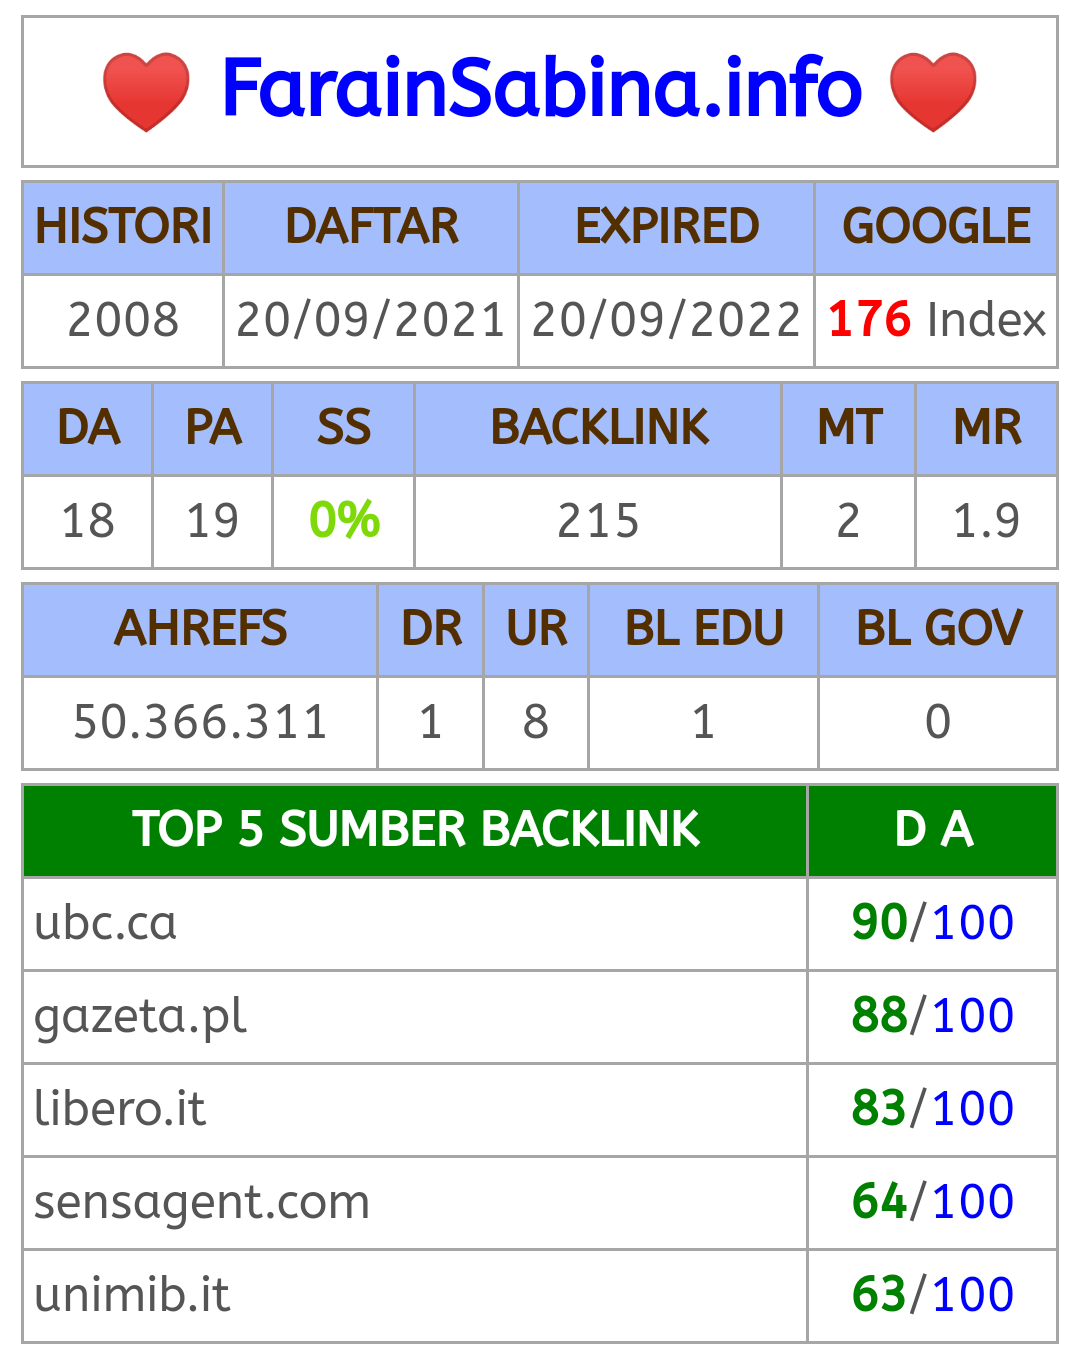 FarainSabina.info
HISTORI DAFTAR EXPIRED GOOGLE
2008 20/09/2021 20/09/2022 176 Index
DA PA SS BACKLINK MT MR
18 19 0% 215 2 1.9
AHREFS DR UR BL EDU BL GOV
50.366.311 1 8 1 0
TOP 5 SUMBER BACKLINK D A
ubc.ca 90/100
gazeta.pl 88/100
libero.it 83/100
sensagent.com 64/100
unimib.it 63/100